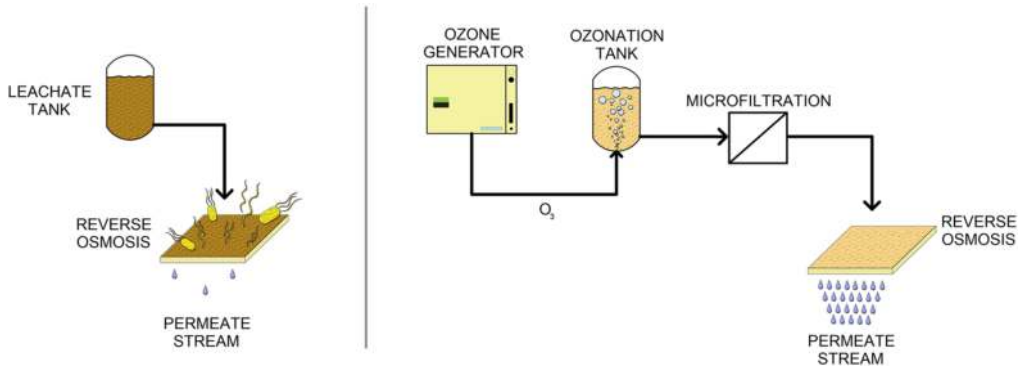 LEACHATE
TANK
REVERSE
OSMOSIS
PERMEATE
STREAM
OZONE
GENERATOR
OZONATION
TANK
MICROFILTRATION
O₃
REVERSE
OSMOSIS
PERMEATE
STREAM